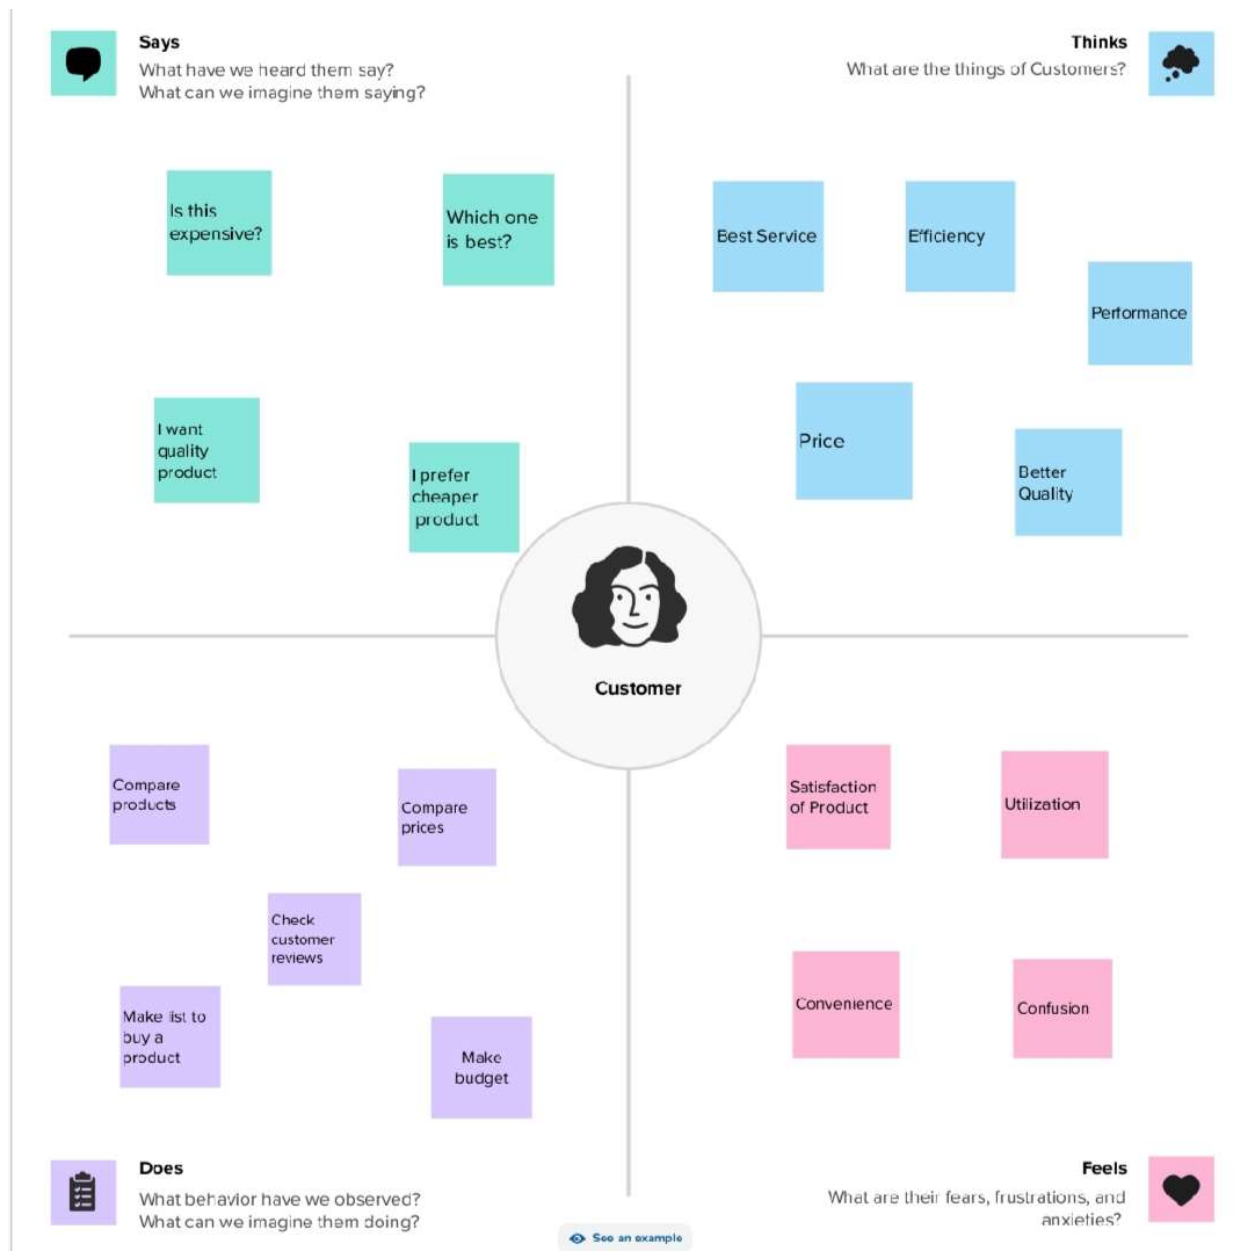 Says
What have we heard them say?
What can we imagine them saying?
Thinks
What are the things of Customers?
Is this
expensive?
Which one
is best?
I want
quality
product
I prefer
cheaper
product
Best Service
Efficiency
Performance
Price
Better
Quality
Customer
Compare
products
Compare
prices
Check
customer
reviews
Make list to
buy a
product
Make
budget
Satisfaction
of Product
Utilization
Convenience
Confusion
Does
What behavior have we observed?
What can we imagine them doing?
Feels
What are their fears, frustrations, and
anxieties?
See an example